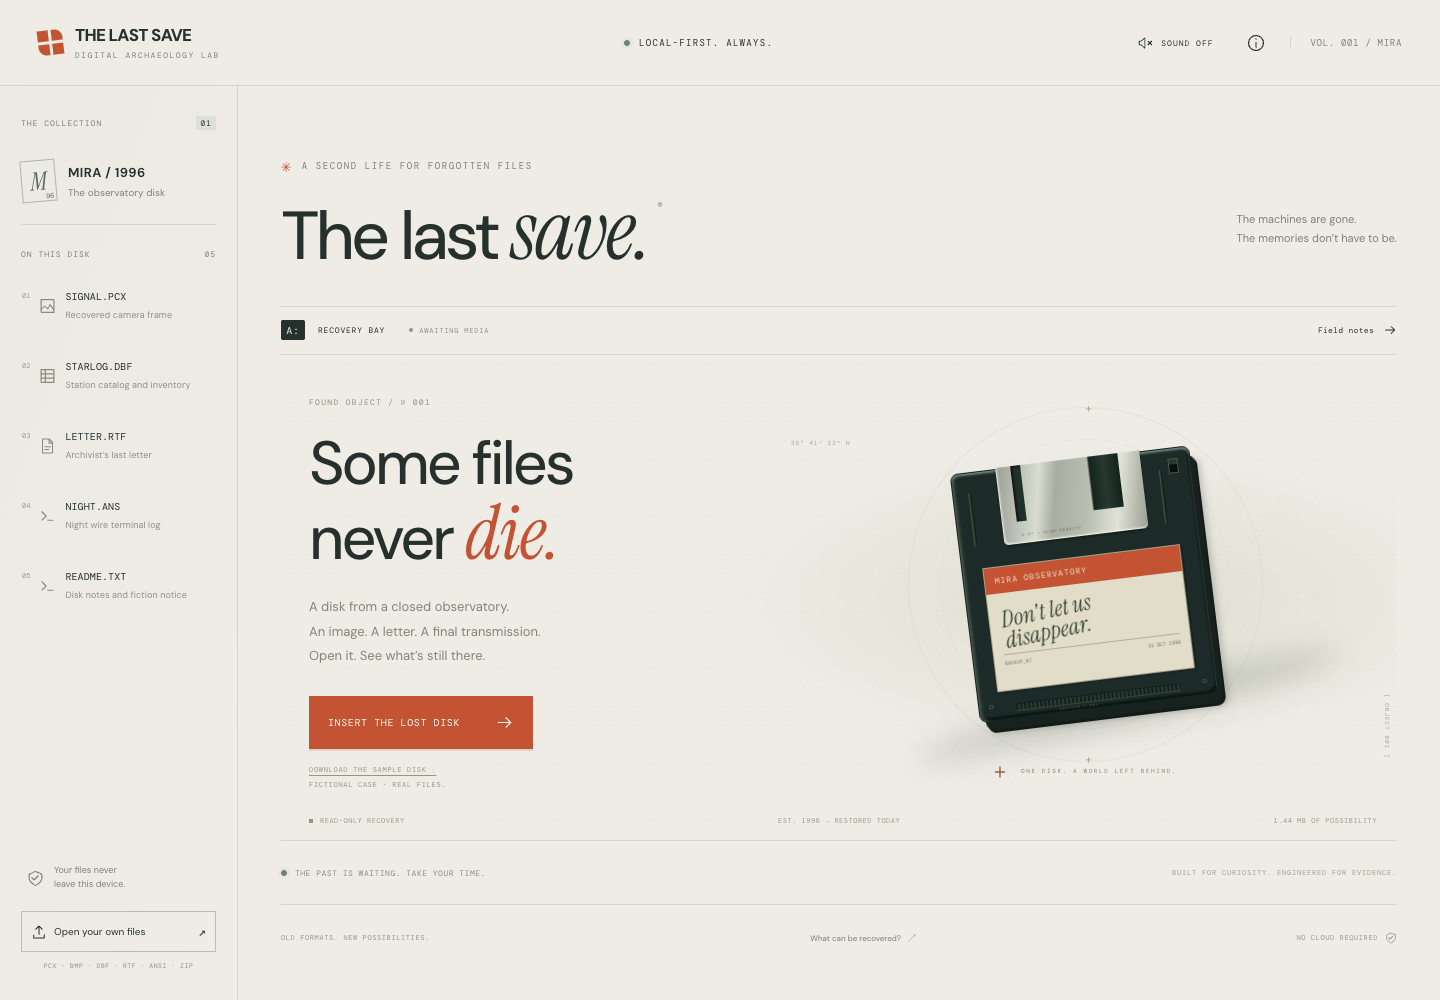 THE LAST SAVE
DIGITAL ARCHAEOLOGY LAB
LOCAL-FIRST. ALWAYS.
SOUND OFF
VOL. 001 / MIRA
THE COLLECTION
01
M
96
MIRA / 1996
The observatory disk
ON THIS DISK
05
01
SIGNAL.PCX
Recovered camera frame
02
STARLOG.DBF
Station catalog and inventory
03
LETTER.RTF
Archivist's last letter
04
NIGHT.ANS
Night wire terminal log
05
README.TXT
Disk notes and fiction notice
Your files never
leave this device.
Open your own files ↗
PCX · BMP · DBF · RTF · ANSI · ZIP
A SECOND LIFE FOR FORGOTTEN FILES
The last save.®
The machines are gone.
The memories don't have to be.
A:
RECOVERY BAY
AWAITING MEDIA
Field notes →
FOUND OBJECT / № 001
Some files
never die.
A disk from a closed observatory.
An image. A letter. A final transmission.
Open it. See what's still there.
INSERT THE LOST DISK →
DOWNLOAD THE SAMPLE DISK
FICTIONAL CASE · REAL FILES.
35° 41′ 22″ N
MIRA OBSERVATORY
Don't let us
disappear.
BACKUP_07
31 OCT 1996
[ OBJECT 001 ]
ONE DISK. A WORLD LEFT BEHIND.
READ-ONLY RECOVERY
EST. 1996 — RESTORED TODAY
1.44 MB OF POSSIBILITY
THE PAST IS WAITING. TAKE YOUR TIME.
BUILT FOR CURIOSITY. ENGINEERED FOR EVIDENCE.
OLD FORMATS. NEW POSSIBILITIES.
What can be recovered?
NO CLOUD REQUIRED